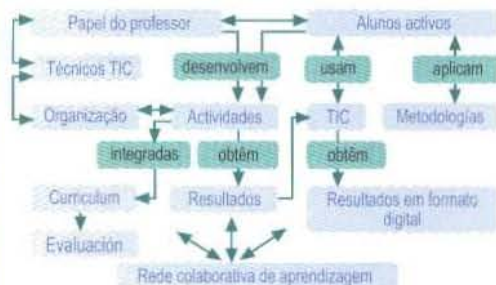 Papel do professor
Alunos activos
Técnicos TIC
desenvolvem
usam
aplicam
Organização
Actividades
TIC
Metodologías
integradas
obtêm
obtêm
Curriculum
Resultados
Resultados em formato
digital
Evaluación
Rede colaborativa de aprendizagem